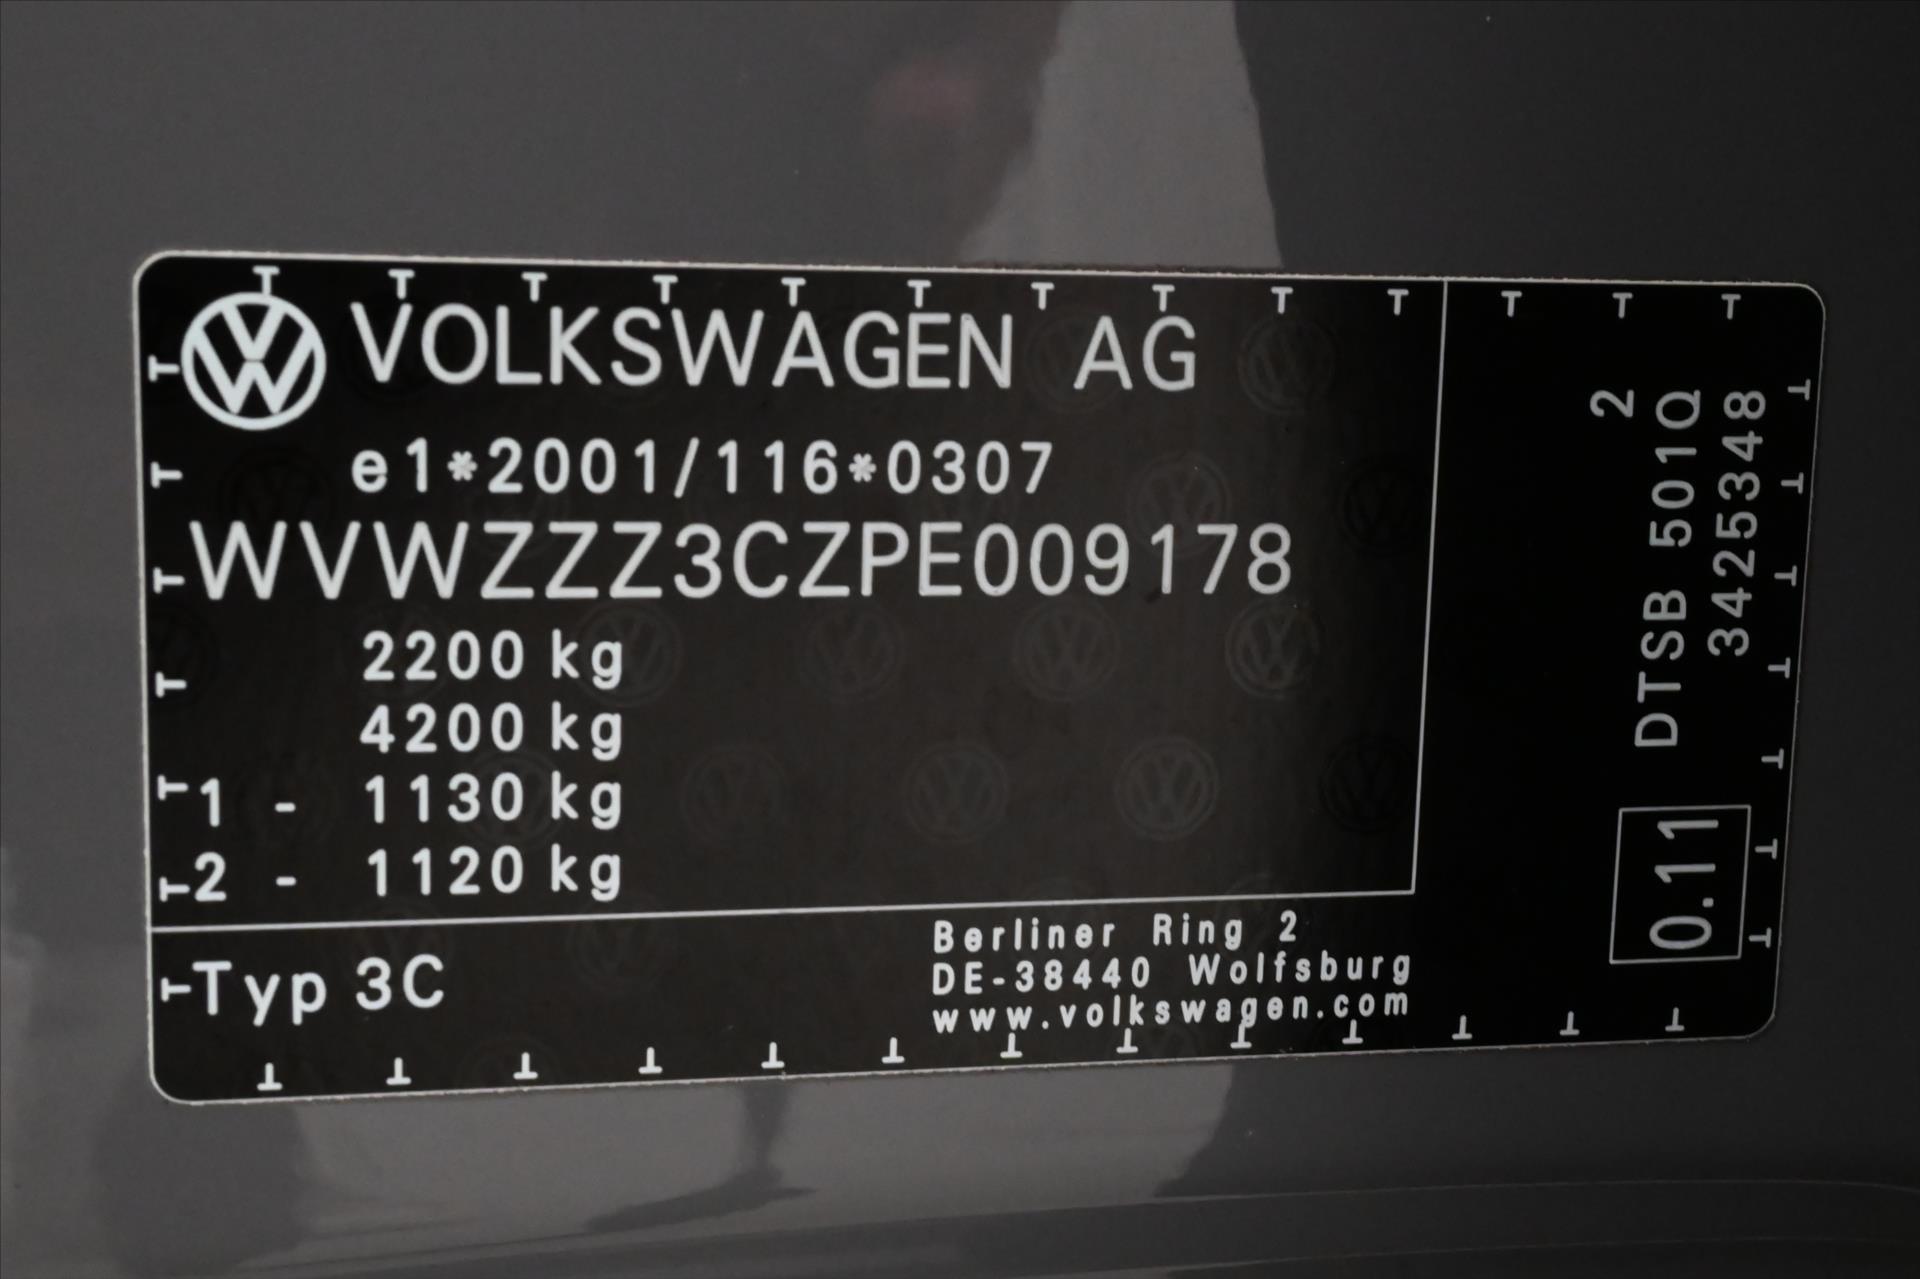 VOLKSWAGEN AG
e1*2001/116*0307
WVWZZZ3CZPE009178
2200 kg
4200 kg
1 - 1130 kg
2 - 1120 kg
Typ 3C
Berliner Ring 2
DE-38440 Wolfsburg
www.volkswagen.com
2
DTSB 501Q
3425348
0.11